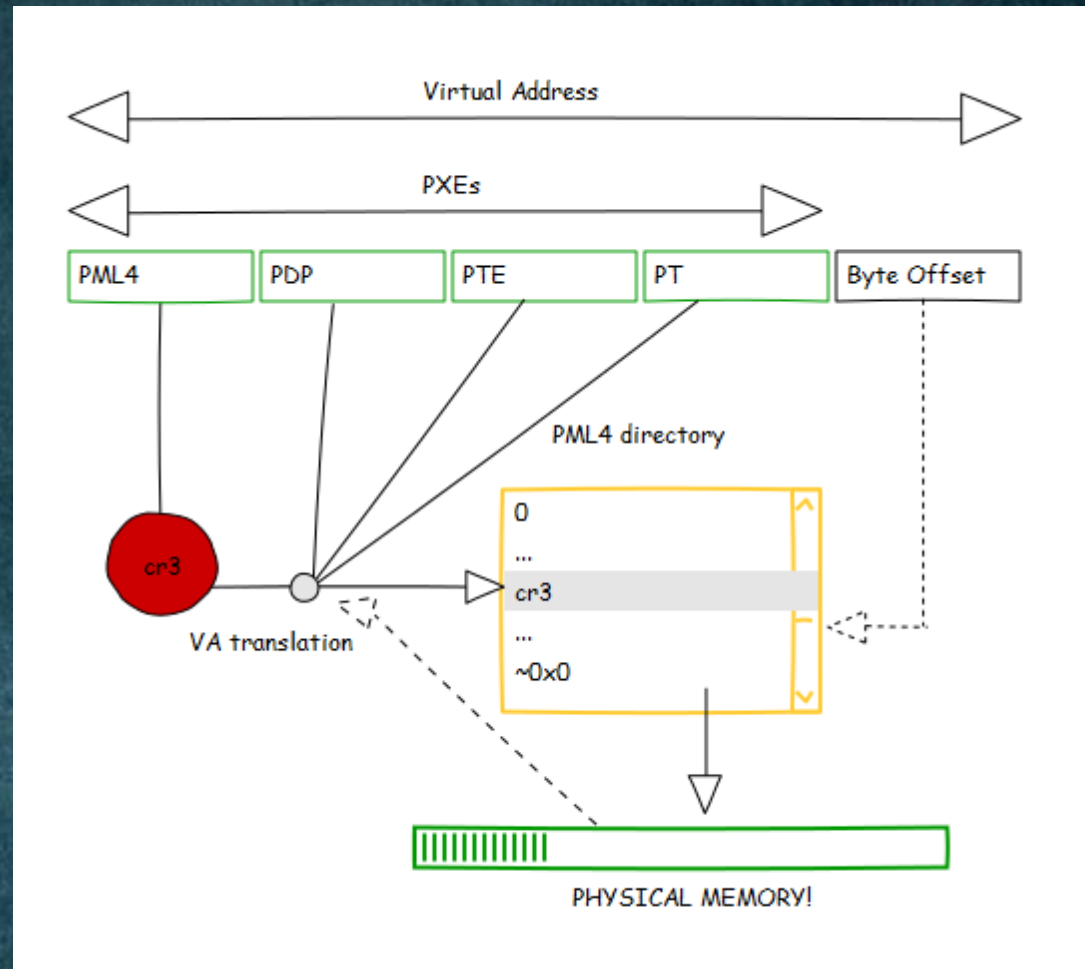 Virtual Address
PXEs
PML4
PDP
PTE
PT
Byte Offset
PML4 directory
0
...
cr3
...
~0x0
cr3
VA translation
PHYSICAL MEMORY!